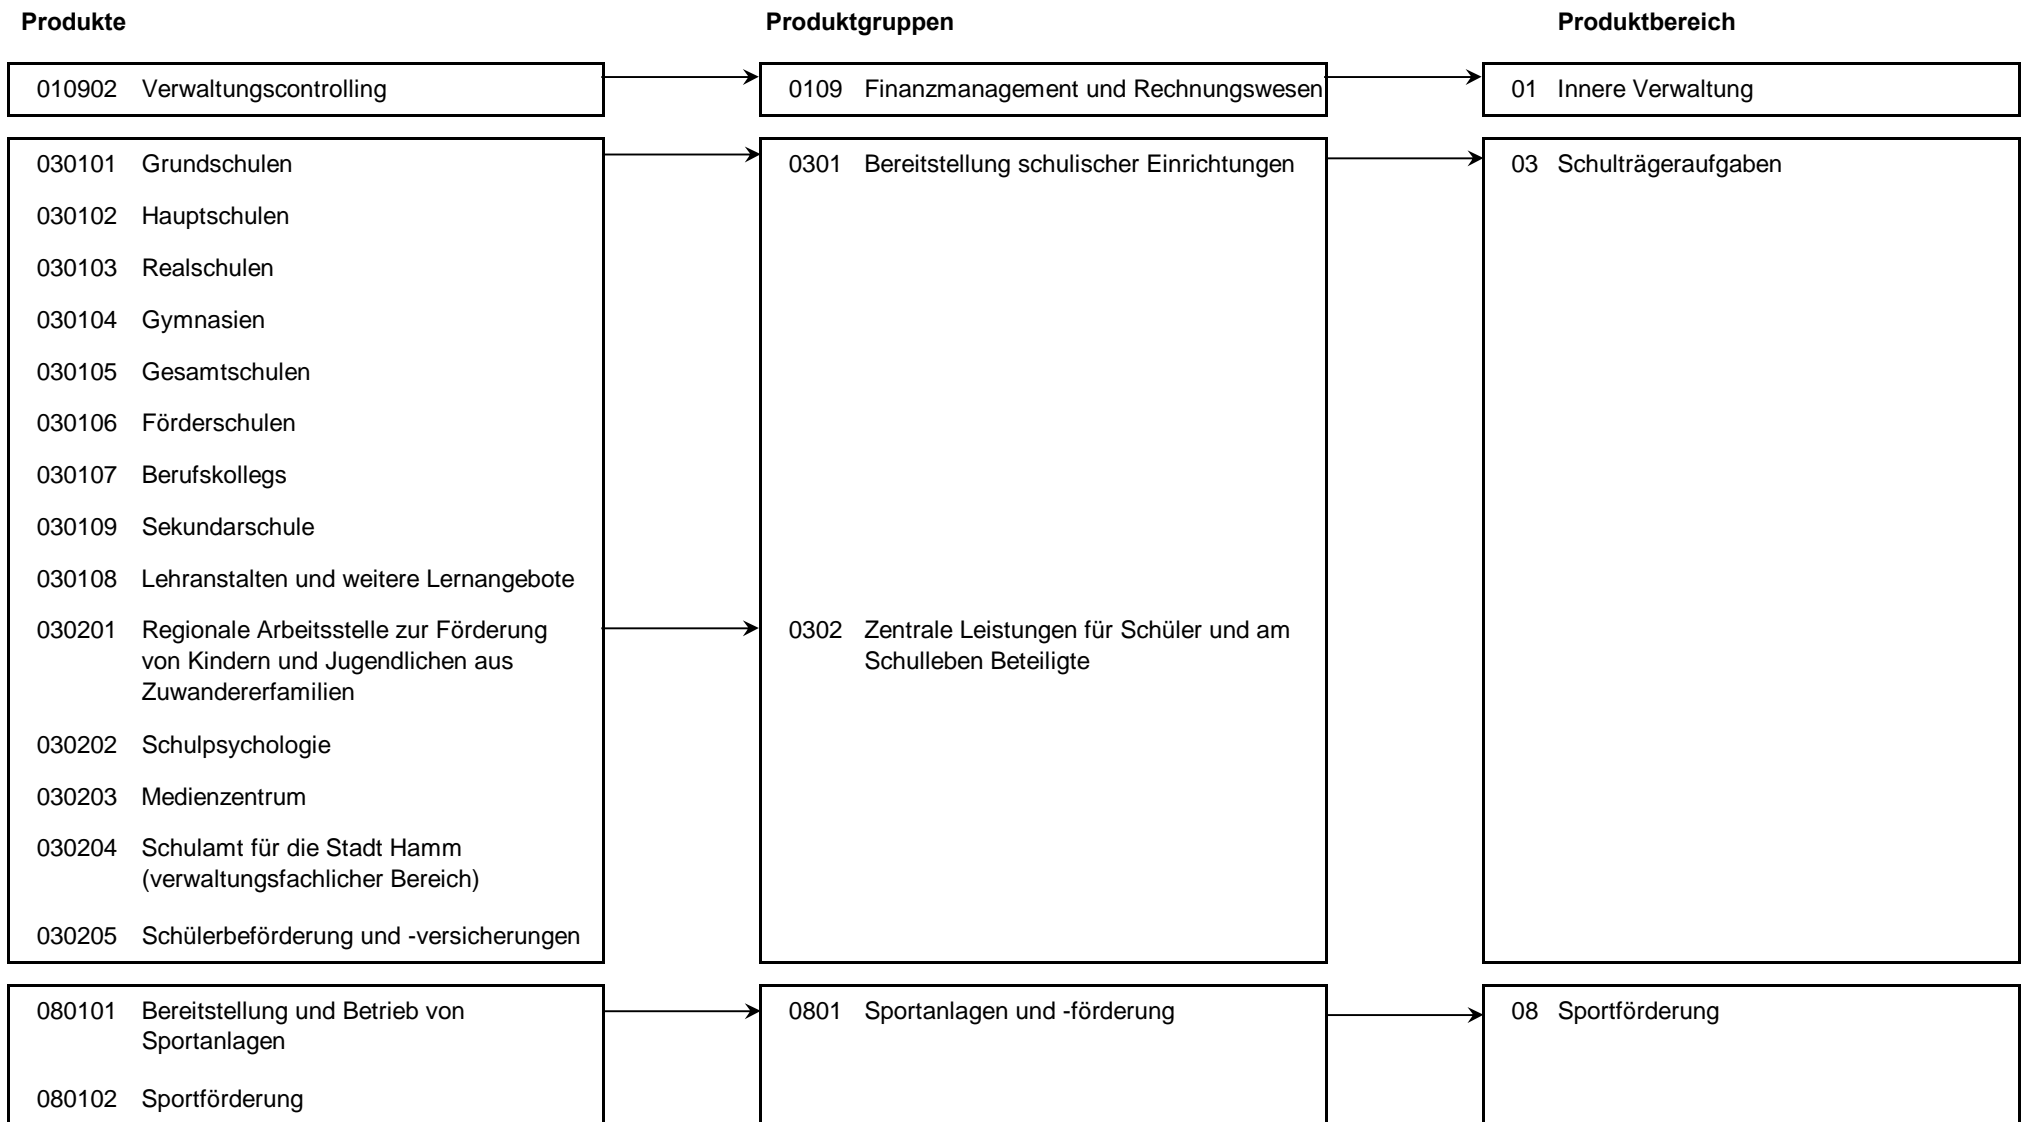 Produkte Produktgruppen Produktbereich
010902 Verwaltungscontrolling 0109 Finanzmanagement und Rechnungswesen 01 Innere Verwaltung
030101 Grundschulen 0301 Bereitstellung schulischer Einrichtungen 03 Schulträgeraufgaben
030102 Hauptschulen
030103 Realschulen
030104 Gymnasien
030105 Gesamtschulen
030106 Förderschulen
030107 Berufskollegs
030109 Sekundarschule
030108 Lehranstalten und weitere Lernangebote
030201 Regionale Arbeitsstelle zur Förderung 0302 Zentrale Leistungen für Schüler und am
von Kindern und Jugendlichen aus Schulleben Beteiligte
Zuwandererfamilien
030202 Schulpsychologie
030203 Medienzentrum
030204 Schulamt für die Stadt Hamm
(verwaltungsfachlicher Bereich)
030205 Schülerbeförderung und -versicherungen
080101 Bereitstellung und Betrieb von 0801 Sportanlagen und -förderung 08 Sportförderung
Sportanlagen
080102 Sportförderung